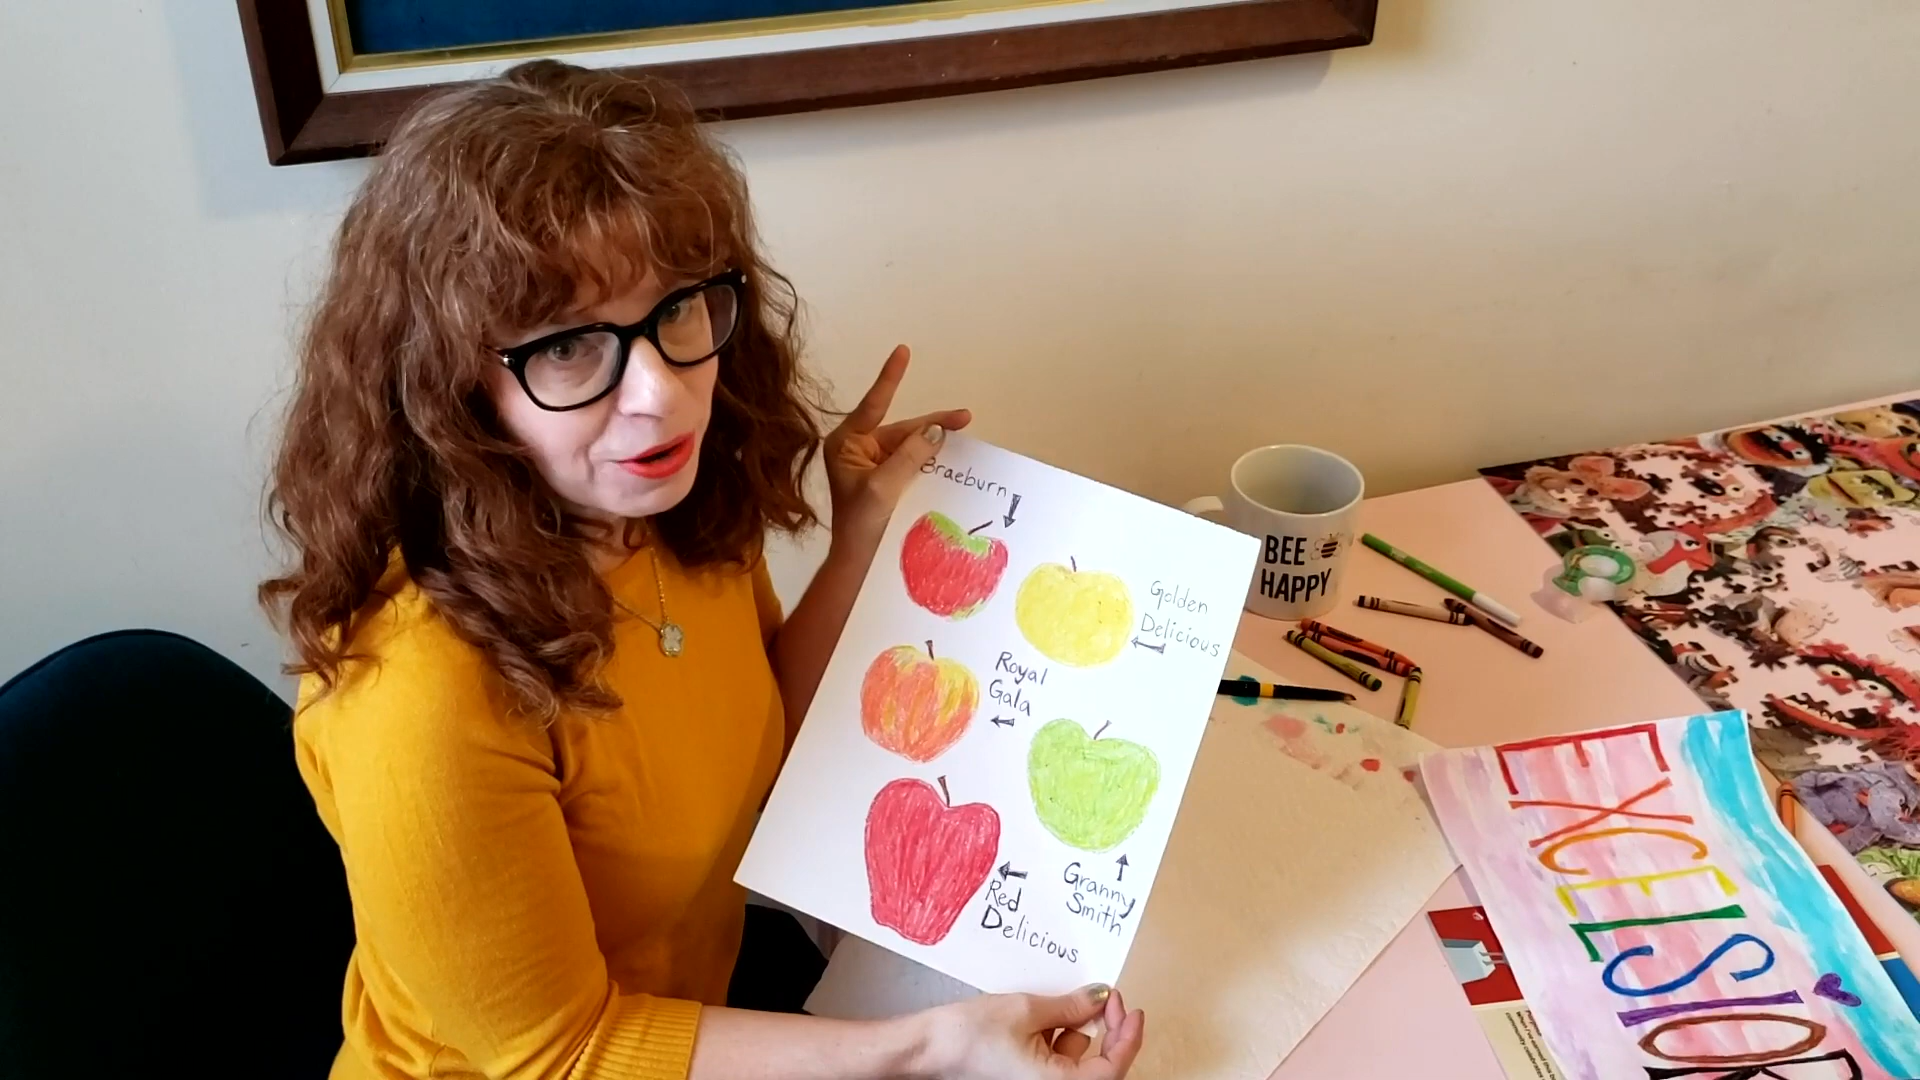 Braeburn
Golden
Delicious
Royal
Gala
Granny
Smith
Red
Delicious
BEE
HAPPY
EXCELSIOR